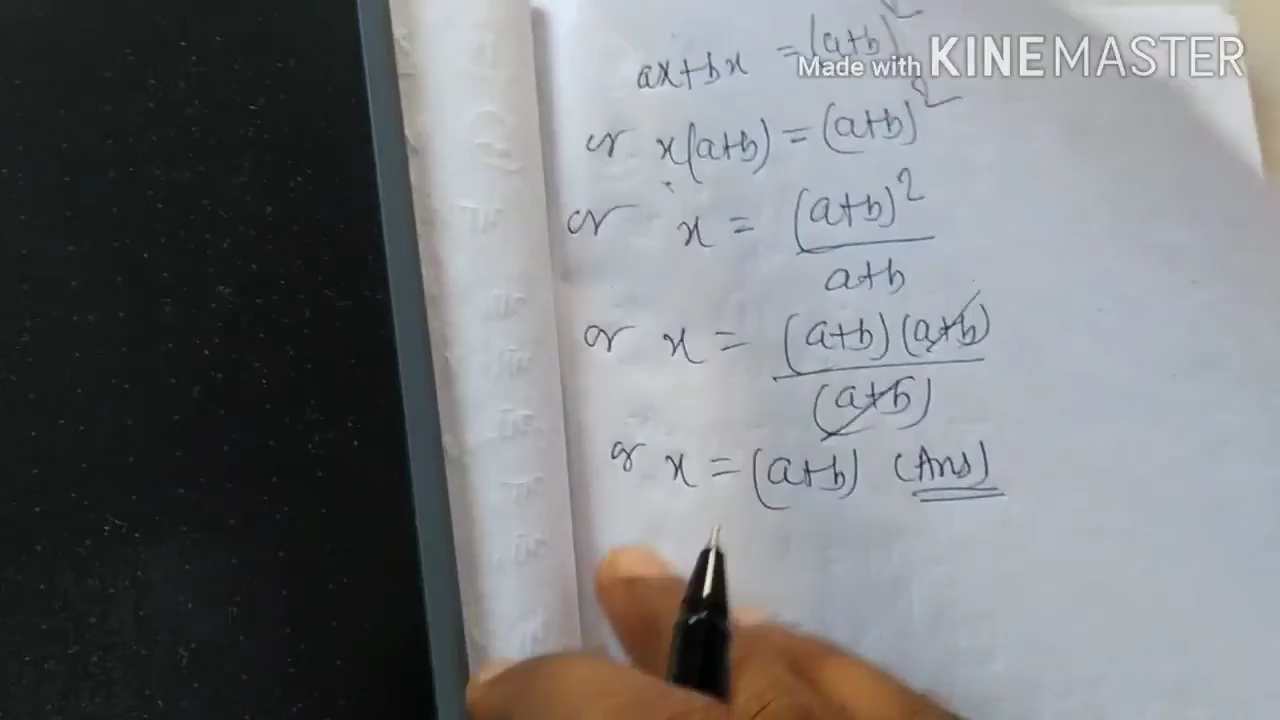 ax+bx = (a+b)²
Made with KINEMASTER
or x(a+b) = (a+b)²
or x = (a+b)²
a+b
or x = (a+b)(a+b)
(a+b)
or x = (a+b) (Ans)